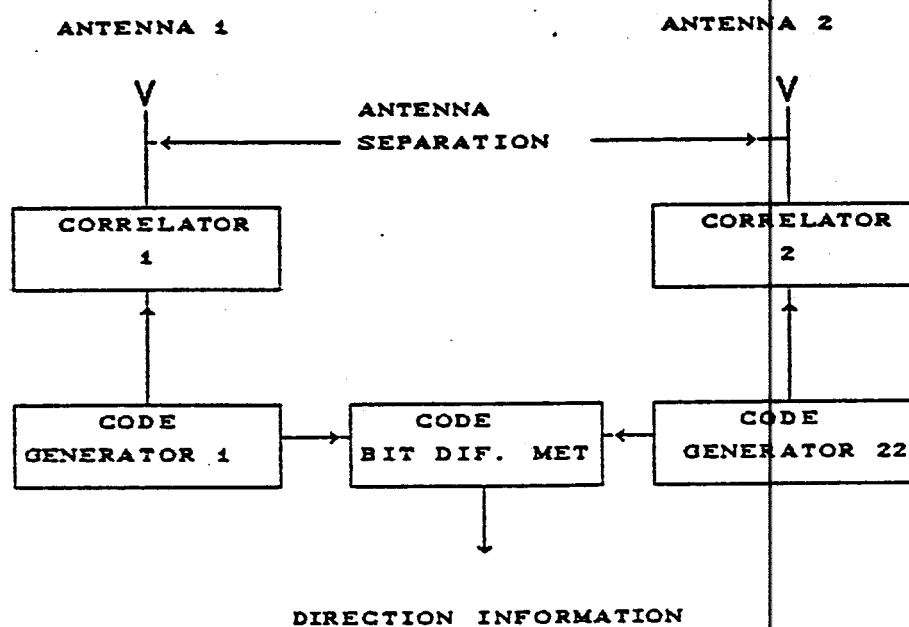 ANTENNA 1
ANTENNA 2
ANTENNA
SEPARATION
CORRELATOR
1
CORRELATOR
2
CODE
GENERATOR 1
CODE
BIT DIF. MET
CODE
GENERATOR 22
DIRECTION INFORMATION